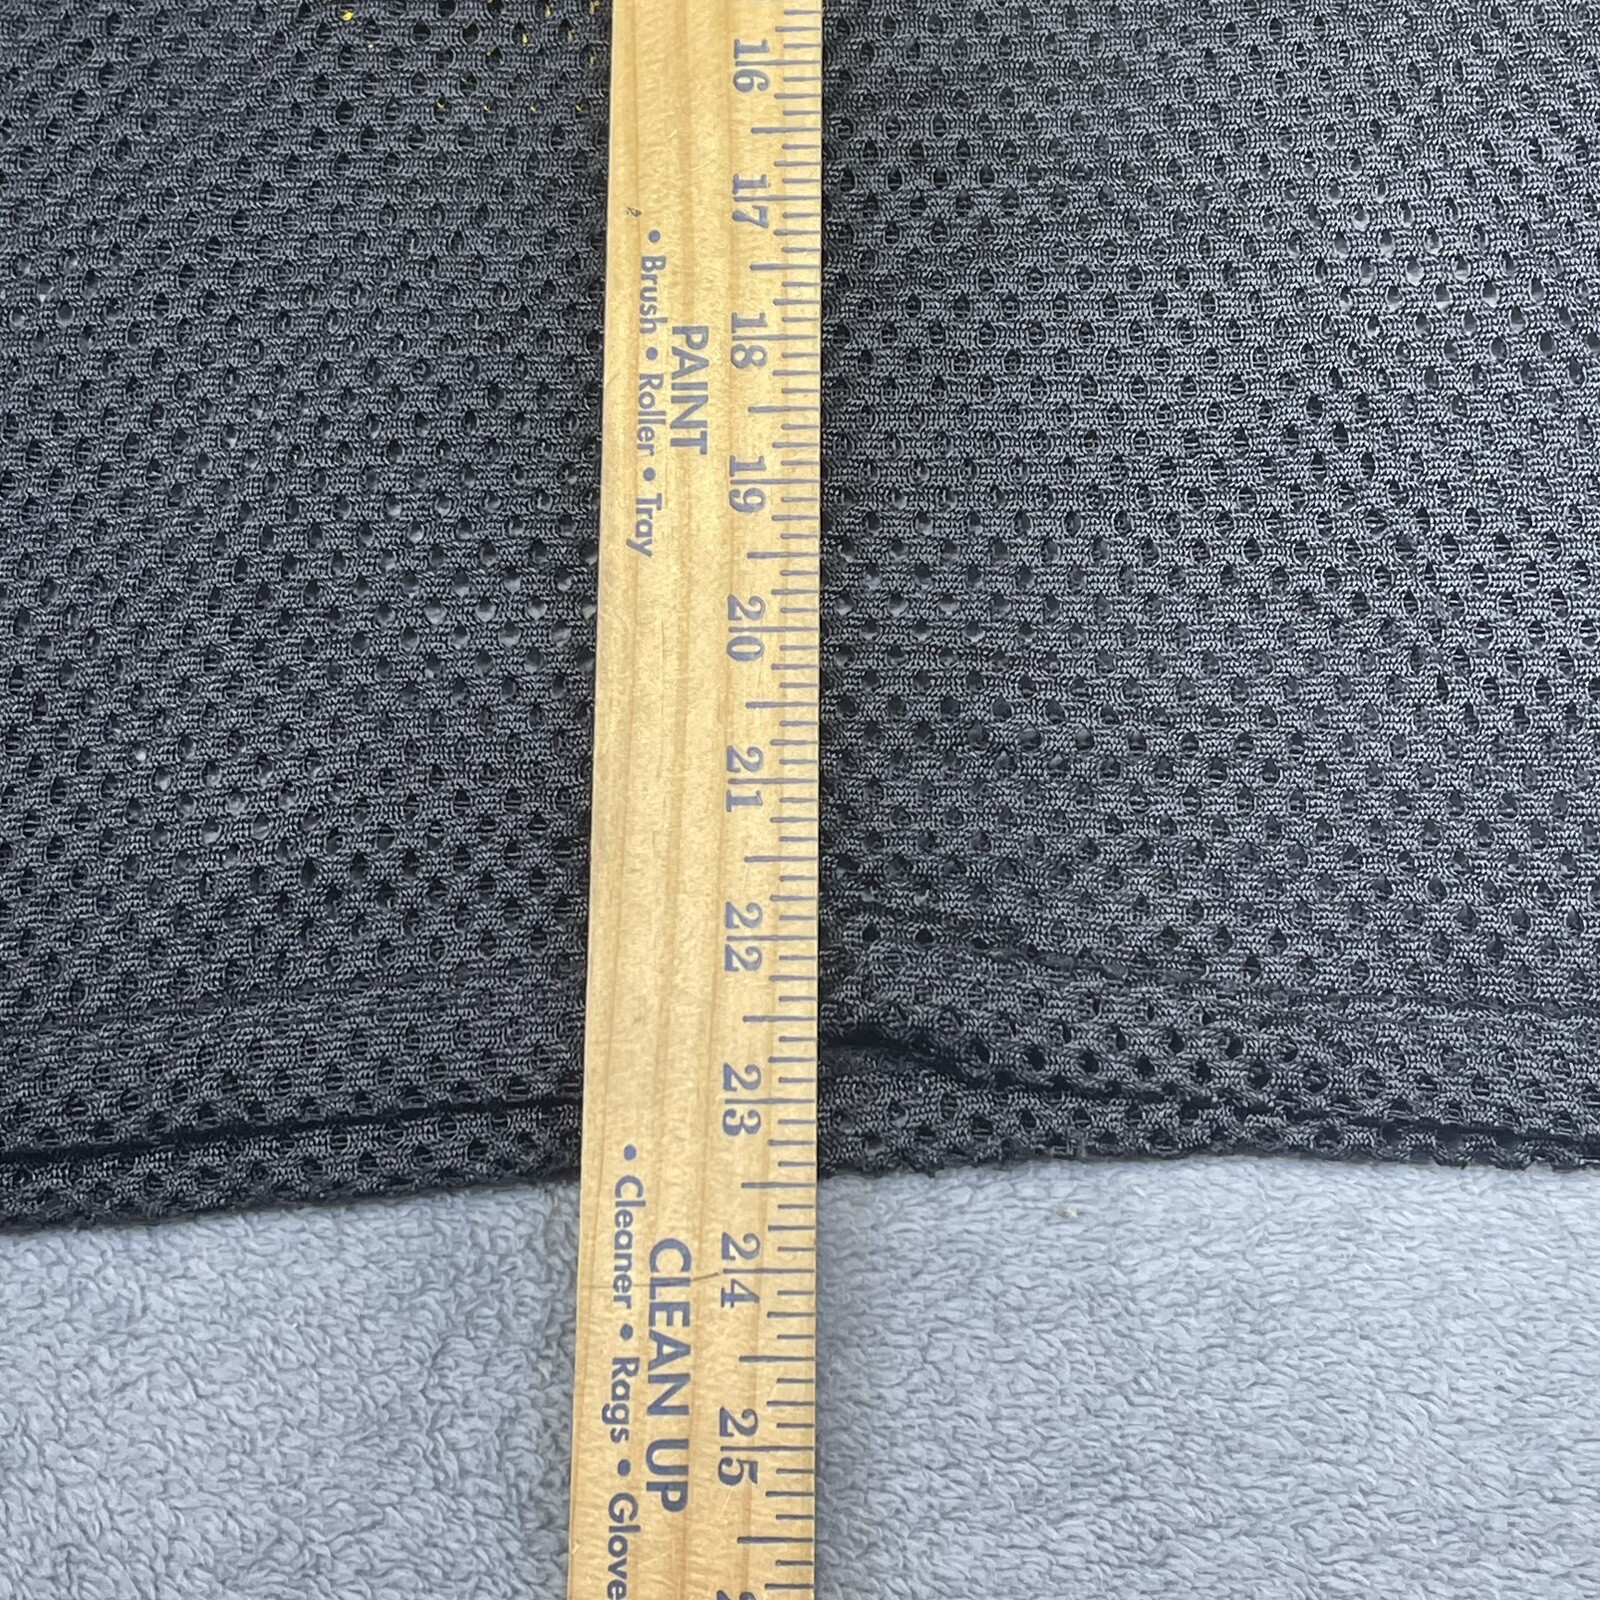 16
17
18
19
20
21
22
23
24
25
PAINT
• Brush • Roller • Tray
CLEAN UP
• Cleaner • Rags • Glove